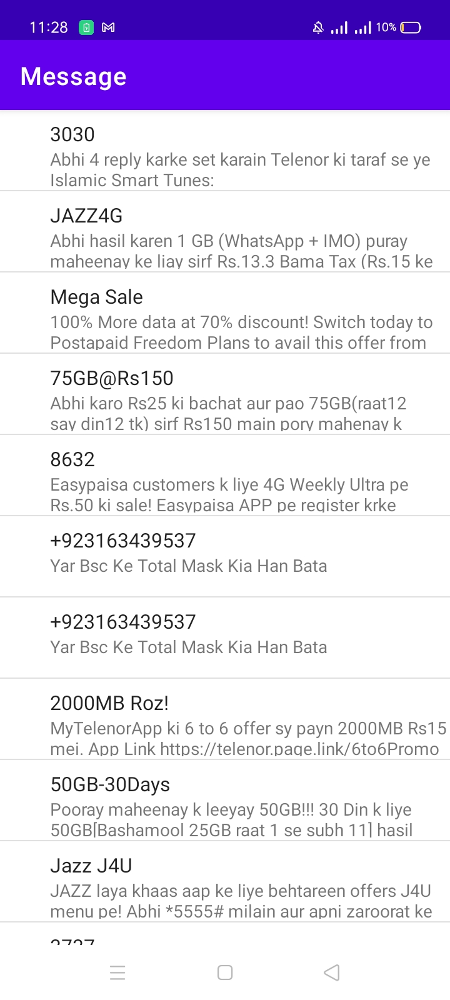 11:28 10%
Message
3030
Abhi 4 reply karke set karain Telenor ki taraf se ye
Islamic Smart Tunes:
JAZZ4G
Abhi hasil karen 1 GB (WhatsApp + IMO) puray
maheenay ke liay sirf Rs.13.3 Bama Tax (Rs.15 ke
Mega Sale
100% More data at 70% discount! Switch today to
Postapaid Freedom Plans to avail this offer from
75GB@Rs150
Abhi karo Rs25 ki bachat aur pao 75GB(raat12
say din12 tk) sirf Rs150 main pory mahenay k
8632
Easypaisa customers k liye 4G Weekly Ultra pe
Rs.50 ki sale! Easypaisa APP pe register krke
+923163439537
Yar Bsc Ke Total Mask Kia Han Bata
+923163439537
Yar Bsc Ke Total Mask Kia Han Bata
2000MB Roz!
MyTelenorApp ki 6 to 6 offer sy payn 2000MB Rs15
mei. App Link https://telenor.page.link/6to6Promo
50GB-30Days
Pooray maheenay k leeyay 50GB!!! 30 Din k liye
50GB[Bashamool 25GB raat 1 se subh 11] hasil
Jazz J4U
JAZZ laya khaas aap ke liye behtareen offers J4U
menu pe! Abhi *5555# milain aur apni zaroorat ke